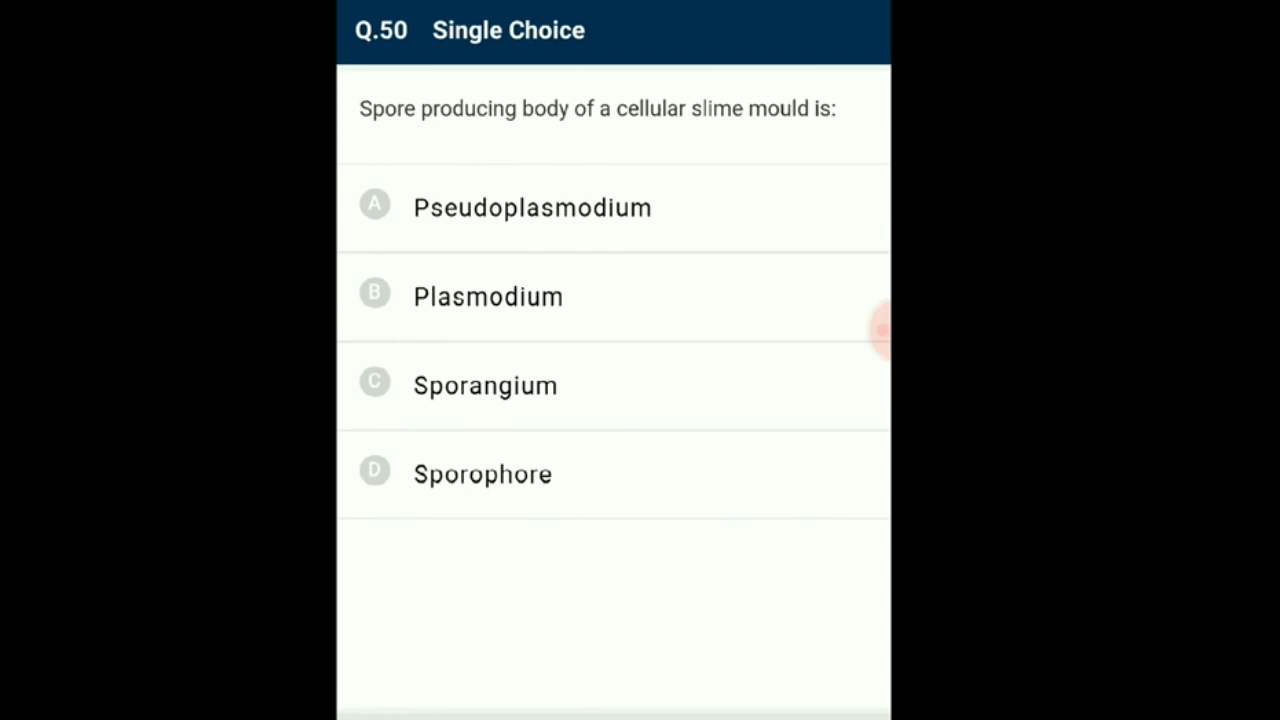 Q.50 Single Choice
Spore producing body of a cellular slime mould is:
A Pseudoplasmodium
B Plasmodium
C Sporangium
D Sporophore